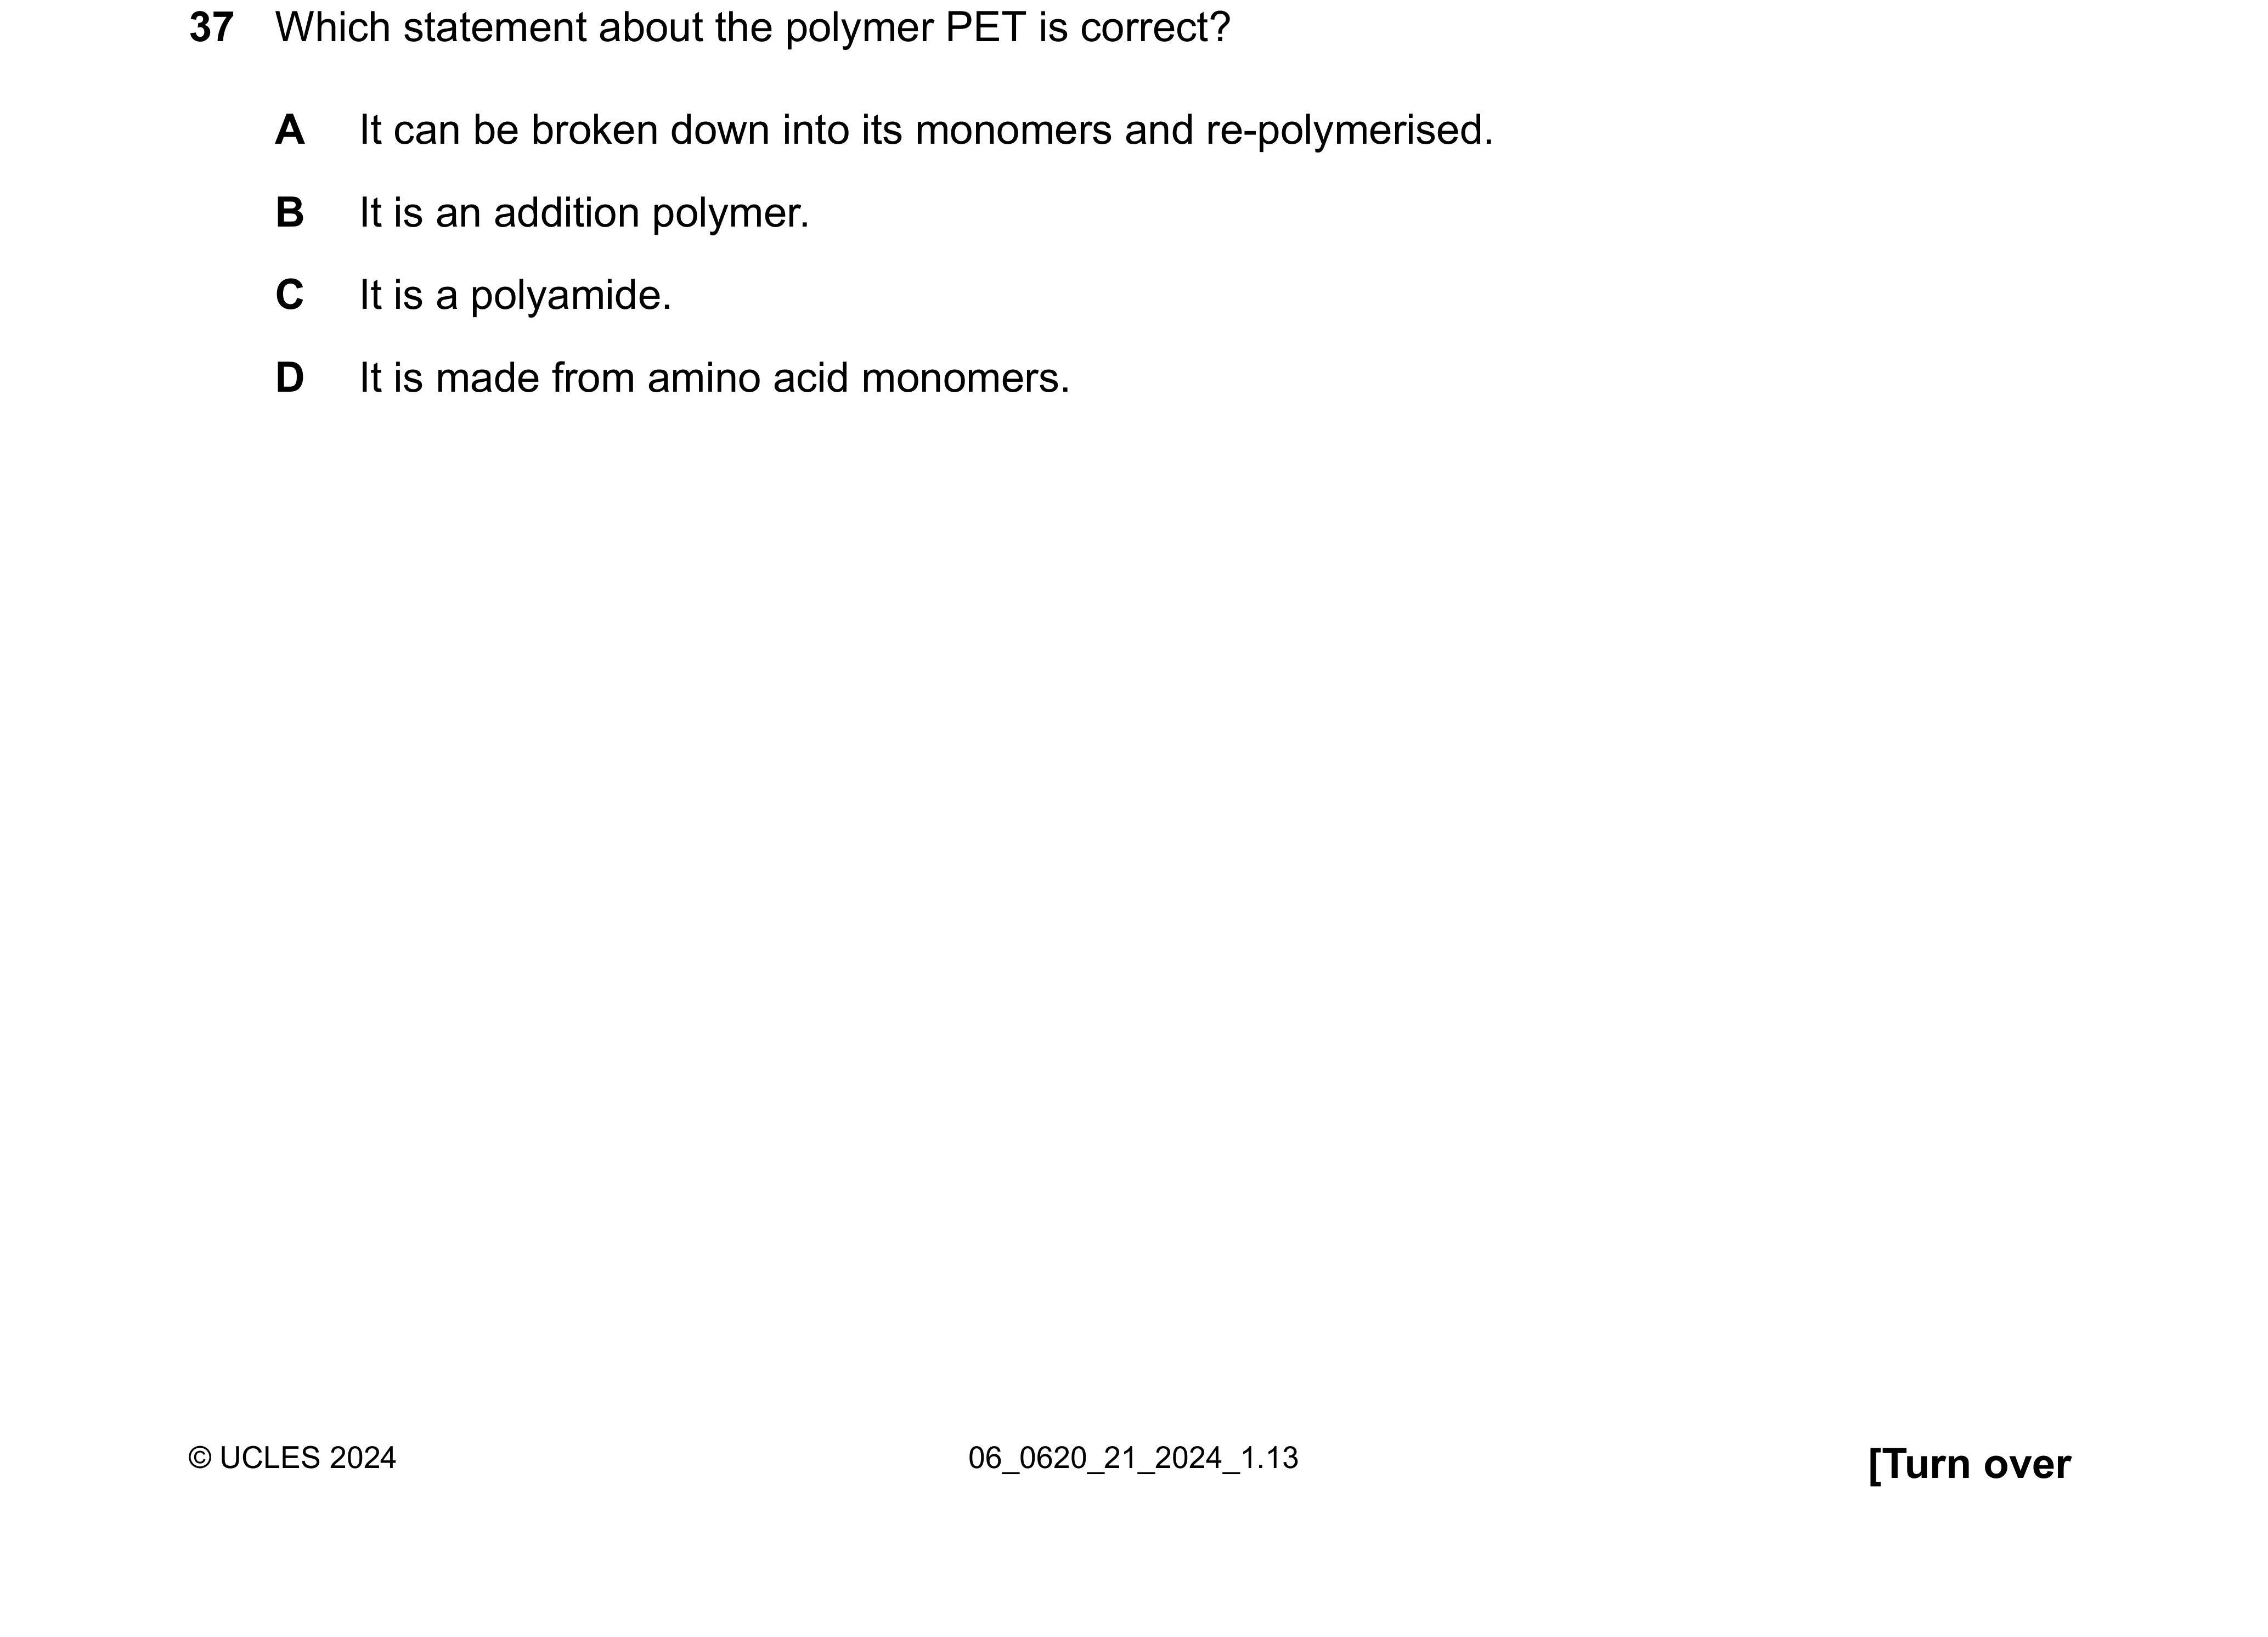 37 Which statement about the polymer PET is correct?
A It can be broken down into its monomers and re-polymerised.
B It is an addition polymer.
C It is a polyamide.
D It is made from amino acid monomers.
© UCLES 2024 06_0620_21_2024_1.13 [Turn over